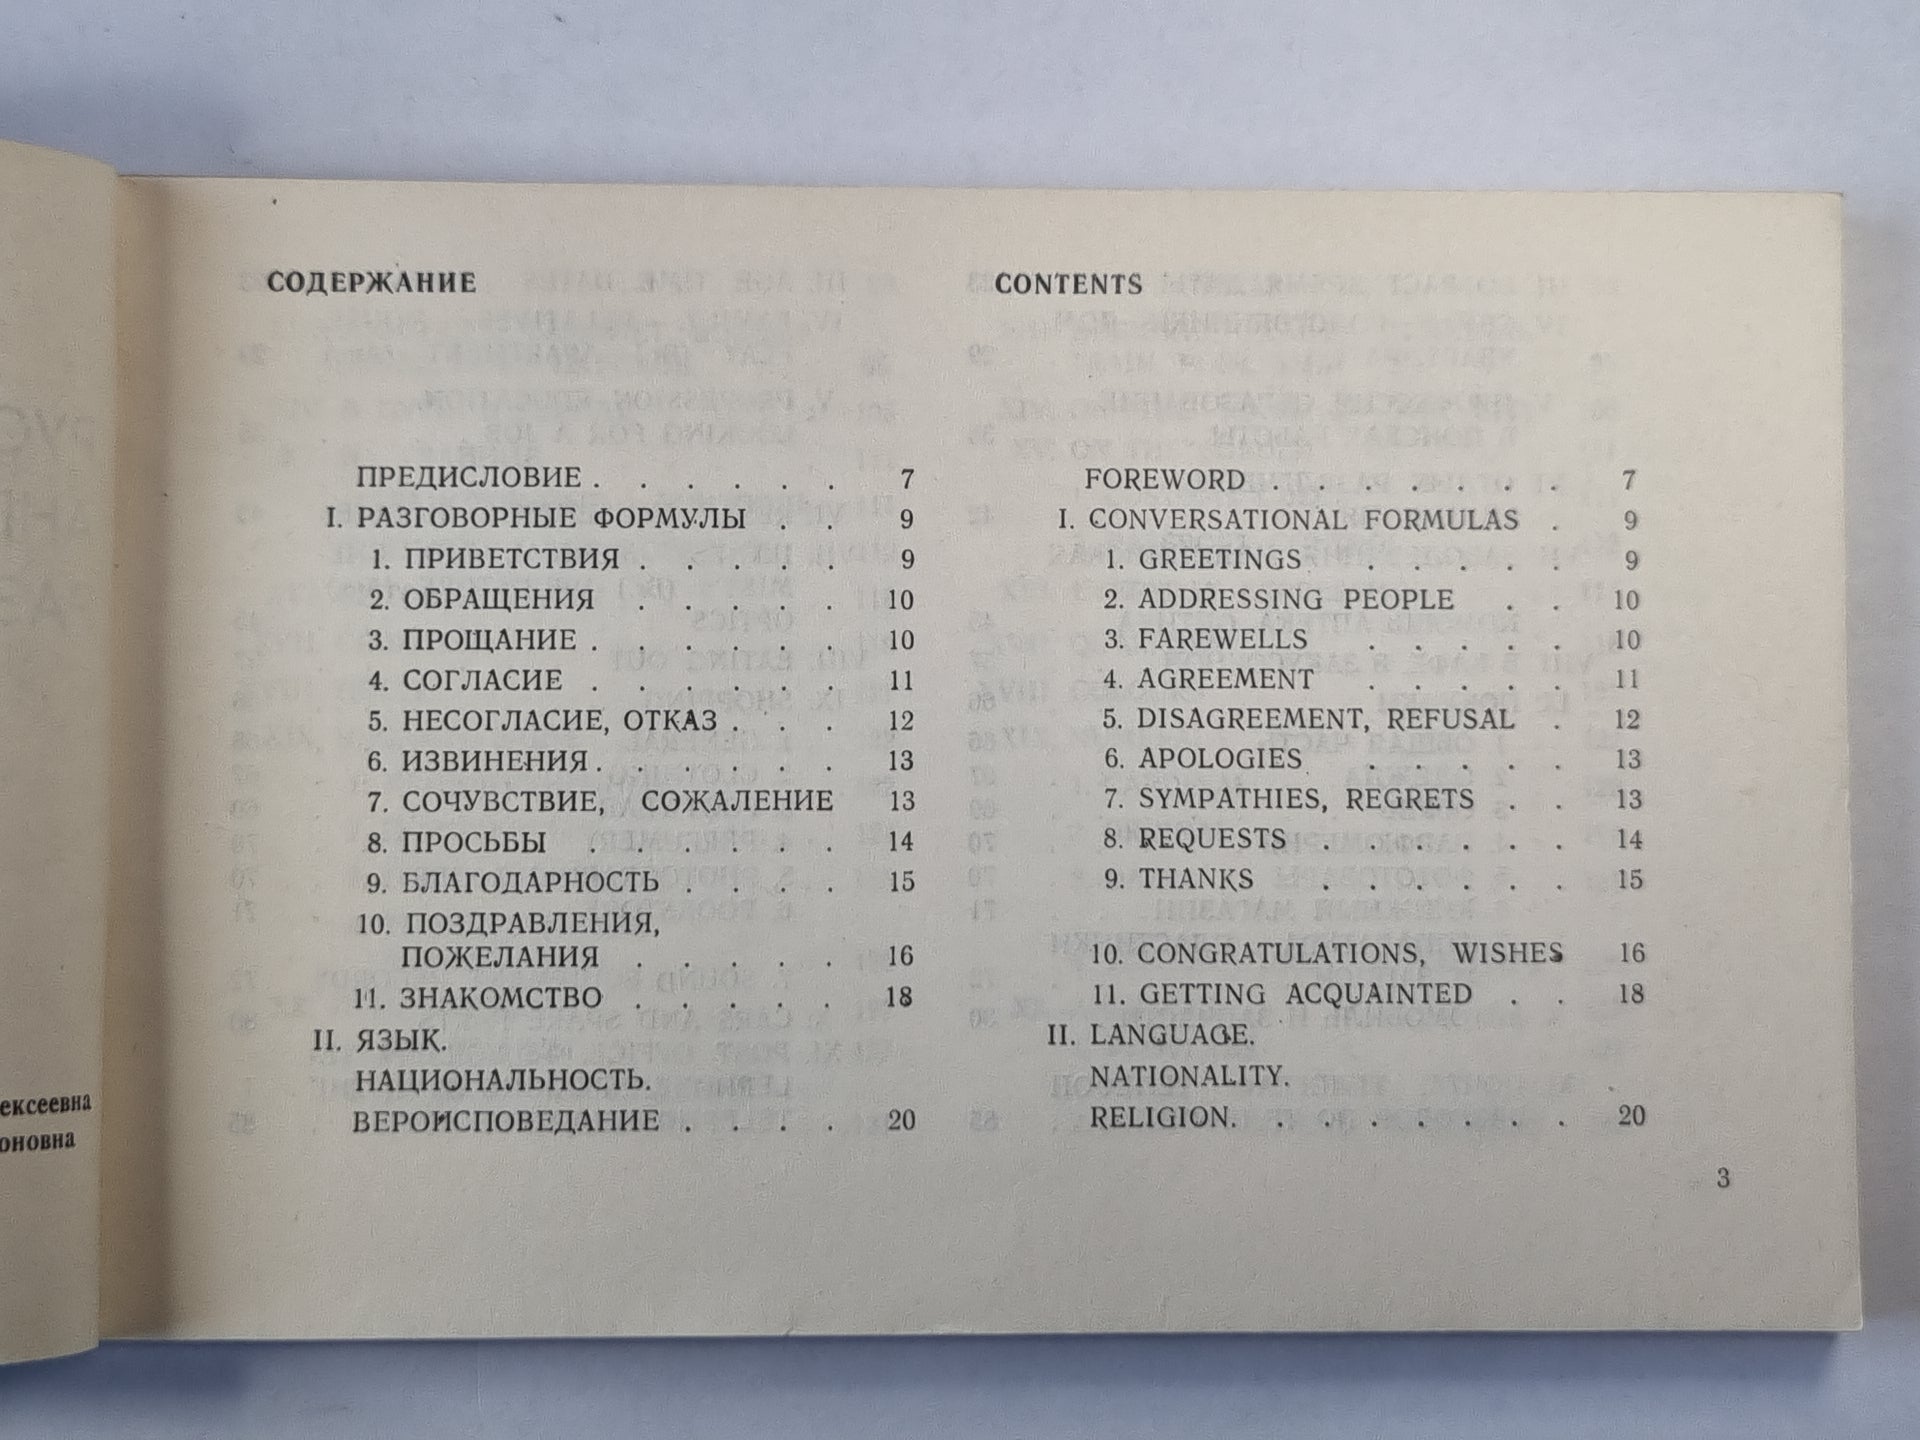 СОДЕРЖАНИЕ
ПРЕДИСЛОВИЕ . . . . . . 7
I. РАЗГОВОРНЫЕ ФОРМУЛЫ . . 9
1. ПРИВЕТСТВИЯ . . . . . 9
2. ОБРАЩЕНИЯ . . . . . 10
3. ПРОЩАНИЕ . . . . . . 10
4. СОГЛАСИЕ . . . . . . 11
5. НЕСОГЛАСИЕ, ОТКАЗ . . . . 12
6. ИЗВИНЕНИЯ . . . . . . 13
7. СОЧУВСТВИЕ, СОЖАЛЕНИЕ 13
8. ПРОСЬБЫ . . . . . . 14
9. БЛАГОДАРНОСТЬ . . . . 15
10. ПОЗДРАВЛЕНИЯ,
ПОЖЕЛАНИЯ . . . . . 16
11. ЗНАКОМСТВО . . . . . 18
II. ЯЗЫК.
НАЦИОНАЛЬНОСТЬ.
ВЕРОИСПОВЕДАНИЕ . . . . 20
CONTENTS
FOREWORD . . . . . . . 7
I. CONVERSATIONAL FORMULAS . 9
1. GREETINGS . . . . . 9
2. ADDRESSING PEOPLE . . 10
3. FAREWELLS . . . . . 10
4. AGREEMENT . . . . . 11
5. DISAGREEMENT, REFUSAL . 12
6. APOLOGIES . . . . . 13
7. SYMPATHIES, REGRETS . . 13
8. REQUESTS . . . . . . 14
9. THANKS . . . . . . 15
10. CONGRATULATIONS, WISHES 16
11. GETTING ACQUAINTED . . 18
II. LANGUAGE.
NATIONALITY.
RELIGION. . . . . . . . 20
3